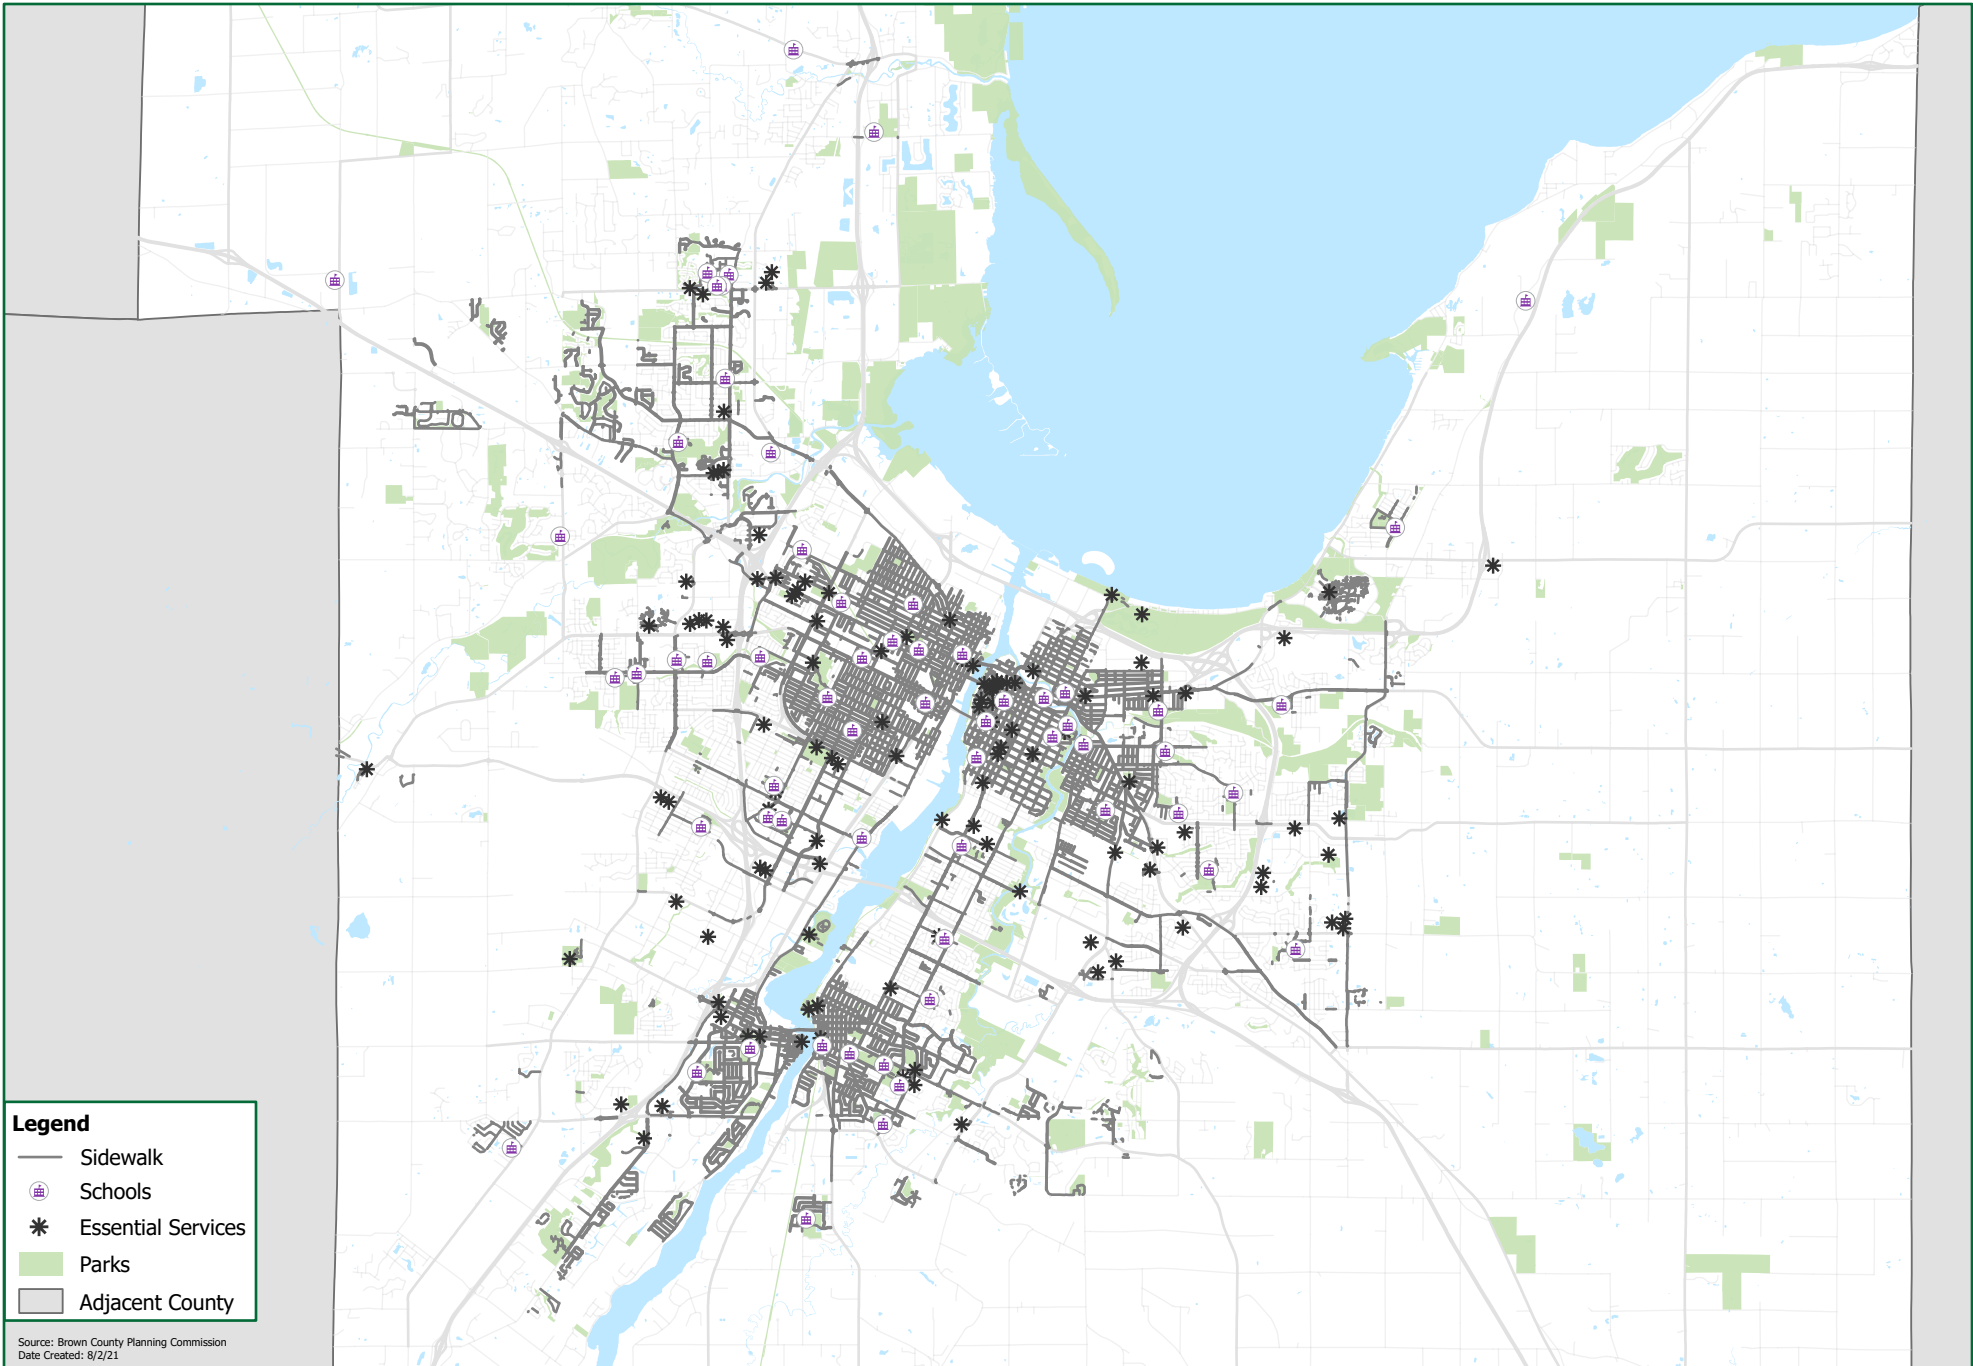 Legend
Sidewalk
Schools
Essential Services
Parks
Adjacent County
Source: Brown County Planning Commission
Date Created: 8/2/21